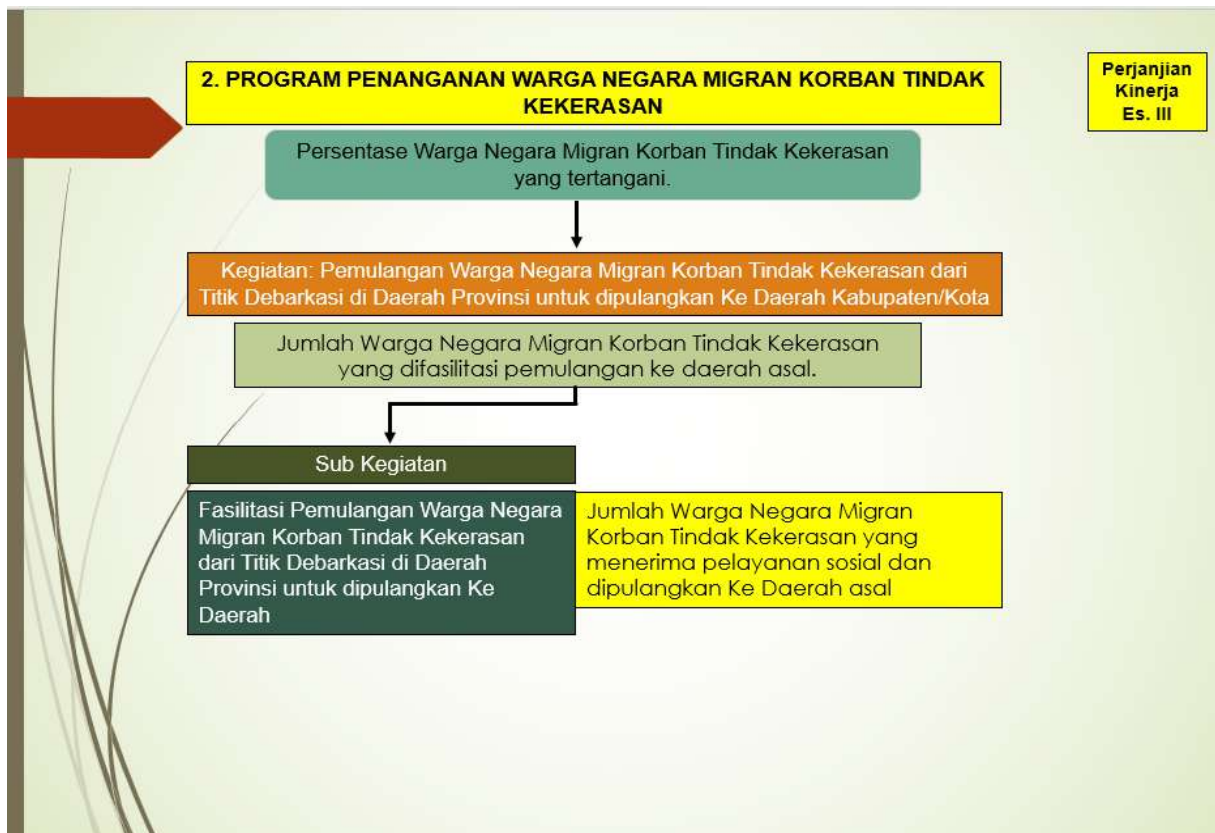 2. PROGRAM PENANGANAN WARGA NEGARA MIGRAN KORBAN TINDAK
KEKERASAN
Perjanjian
Kinerja
Es. III
Persentase Warga Negara Migran Korban Tindak Kekerasan
yang tertangani.
Kegiatan: Pemulangan Warga Negara Migran Korban Tindak Kekerasan dari
Titik Debarkasi di Daerah Provinsi untuk dipulangkan Ke Daerah Kabupaten/Kota
Jumlah Warga Negara Migran Korban Tindak Kekerasan
yang difasilitasi pemulangan ke daerah asal.
Sub Kegiatan
Fasilitasi Pemulangan Warga Negara
Migran Korban Tindak Kekerasan
dari Titik Debarkasi di Daerah
Provinsi untuk dipulangkan Ke
Daerah
Jumlah Warga Negara Migran
Korban Tindak Kekerasan yang
menerima pelayanan sosial dan
dipulangkan Ke Daerah asal